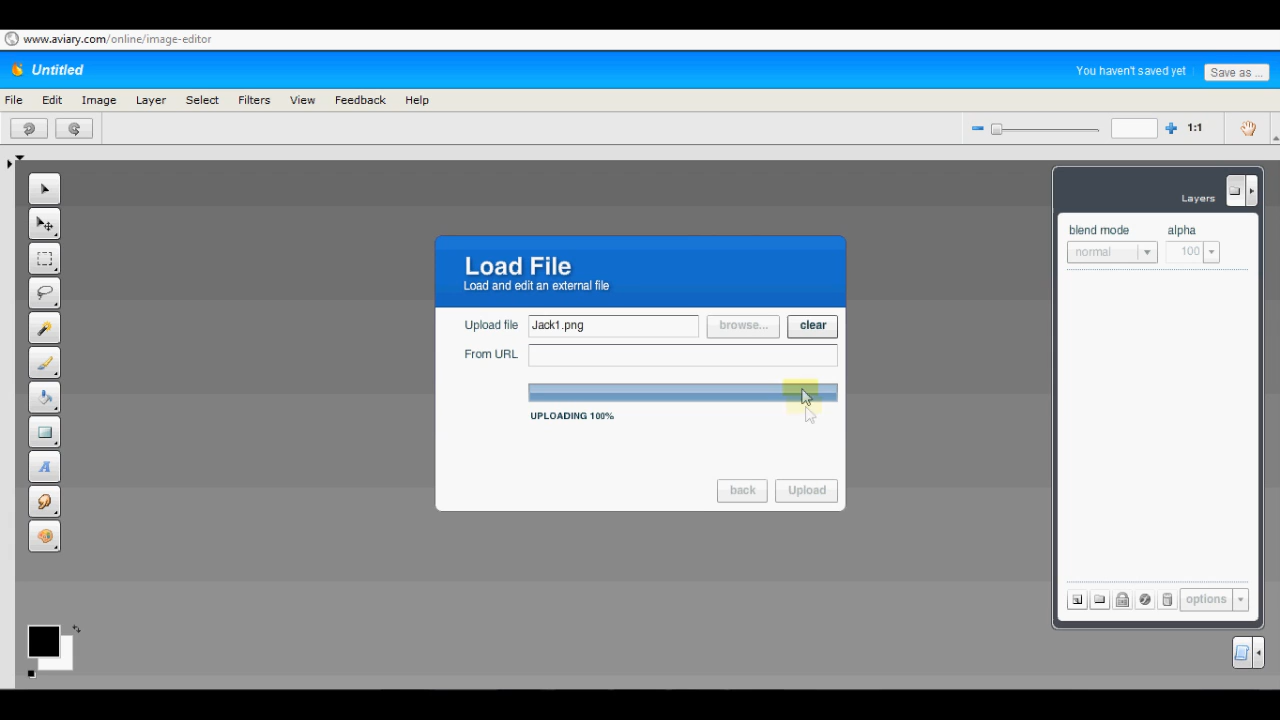 www.aviary.com/online/image-editor
Untitled
You haven't saved yet
Save as ...
File Edit Image Layer Select Filters View Feedback Help
1:1
Layers
blend mode alpha
normal 100
Load File
Load and edit an external file
Upload file Jack1.png browse... clear
From URL
UPLOADING 100%
back Upload
A
options